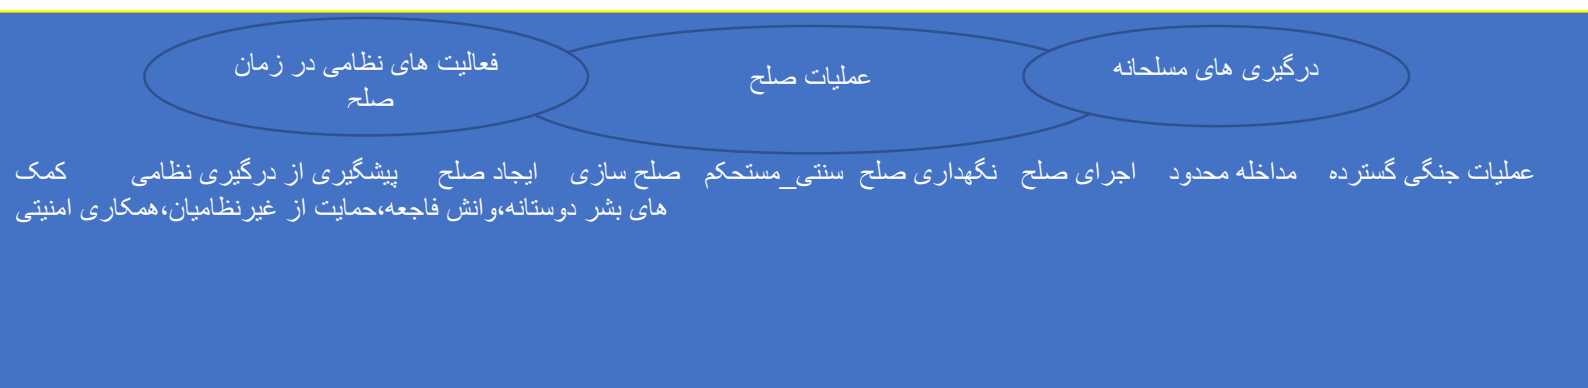 درگیری های مسلحانه
عملیات صلح
فعالیت های نظامی در زمان
صلح
عملیات جنگی گسترده مداخله محدود اجرای صلح نگهداری صلح سنتی_مستحکم صلح سازی ایجاد صلح پیشگیری از درگیری نظامی کمک
های بشر دوستانه،وانش فاجعه،حمایت از غیرنظامیان،همکاری امنیتی